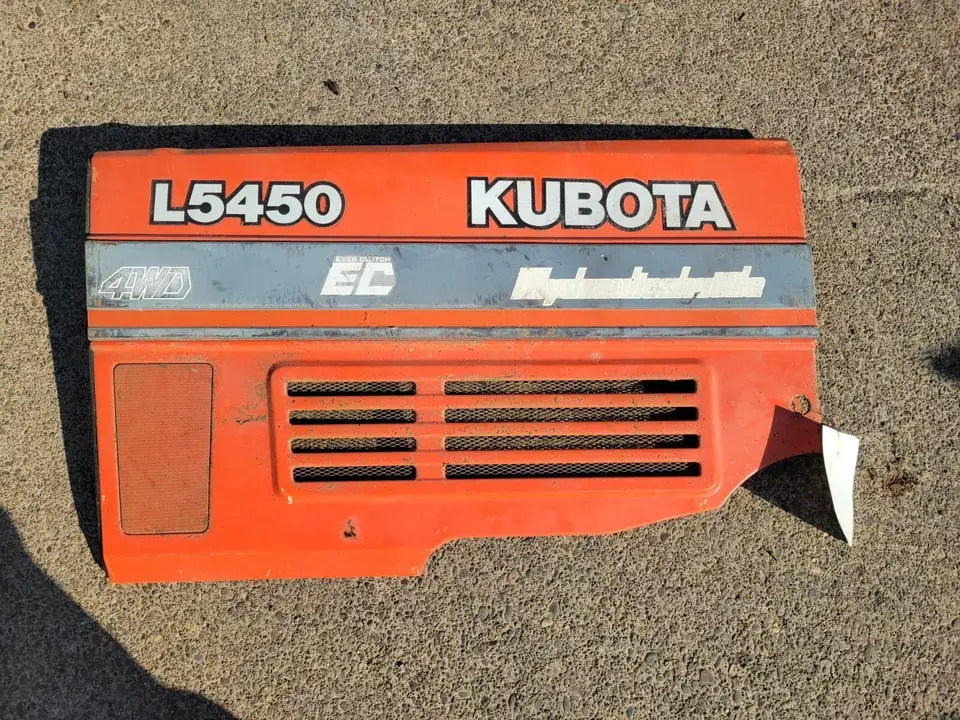 L5450 KUBOTA
4WD EVER CLUTCH
EC